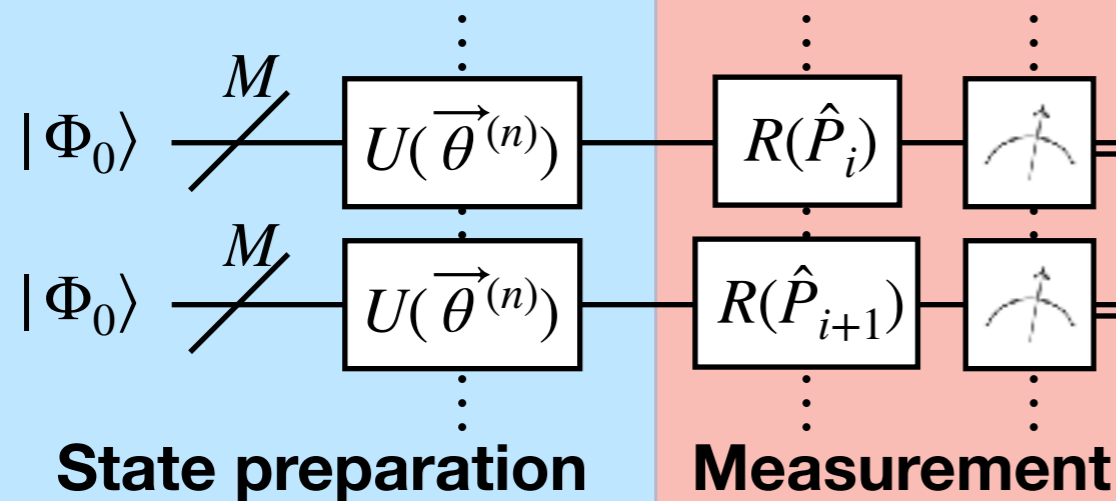 M
|Φ₀⟩ U(θ⃗⁽ⁿ⁾) R(P̂ᵢ)
M
|Φ₀⟩ U(θ⃗⁽ⁿ⁾) R(P̂ᵢ₊₁)
State preparation Measurement